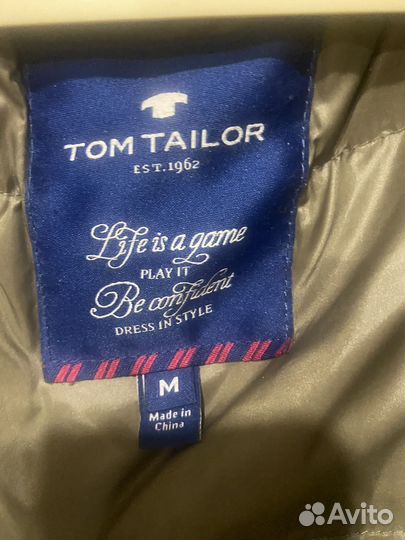 TOM TAILOR
EST. 1962
Life is a game
PLAY IT
Be confident
DRESS IN STYLE
M
Made in
China
Avito